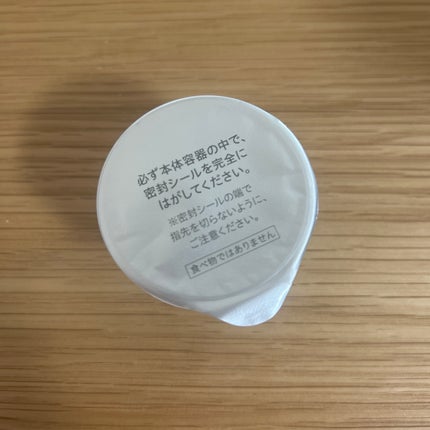 必ず本体容器の中で、
密封シールを完全に
はがしてください。
※密封シールの端で
指先を切らないように、
ご注意ください。
食べ物ではありません